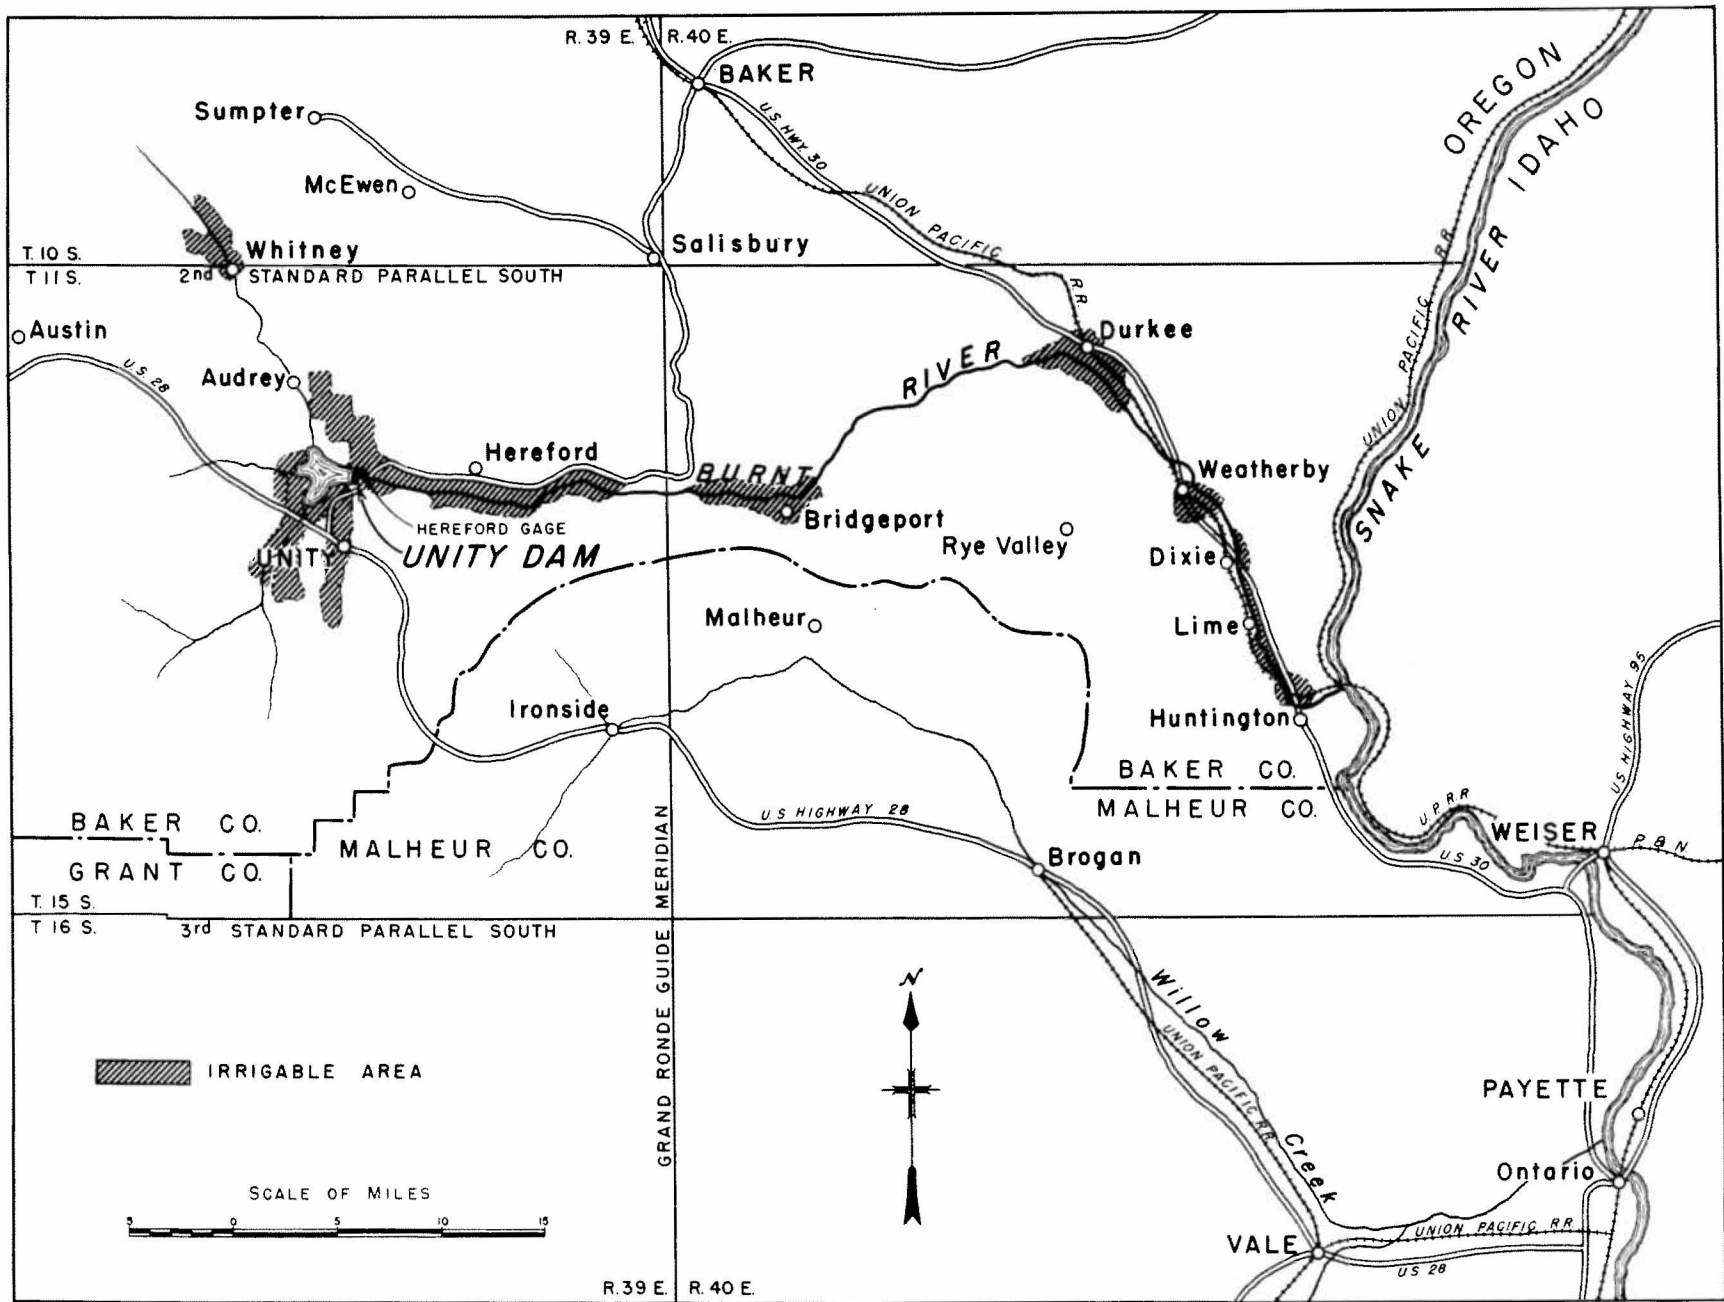 R. 39 E.
R. 40 E.
BAKER
Sumpter
McEwen
U.S. HWY. 30
UNION PACIFIC R.R.
OREGON
IDAHO
Whitney
Salisbury
T. 10 S.
T 11 S.
2nd STANDARD PARALLEL SOUTH
Austin
U.S. 28
Audrey
Durkee
UNION PACIFIC R.R.
SNAKE RIVER
BURNT RIVER
Hereford
Weatherby
HEREFORD GAGE
UNITY DAM
UNITY
Bridgeport
Rye Valley
Dixie
Malheur
Lime
Ironside
Huntington
US HIGHWAY 95
BAKER CO.
MALHEUR CO.
U.S HIGHWAY 28
U.P.R.R
WEISER
P. & N.
U S 30
BAKER CO.
GRANT CO.
MALHEUR CO.
Brogan
T. 15 S.
T 16 S.
3rd STANDARD PARALLEL SOUTH
GRAND RONDE GUIDE MERIDIAN
N
Willow Creek
UNION PACIFIC RR.
IRRIGABLE AREA
PAYETTE
Ontario
SCALE OF MILES
5 0 5 10 15
UNION PACIFIC RR.
VALE
US 28
R. 39 E.
R. 40 E.